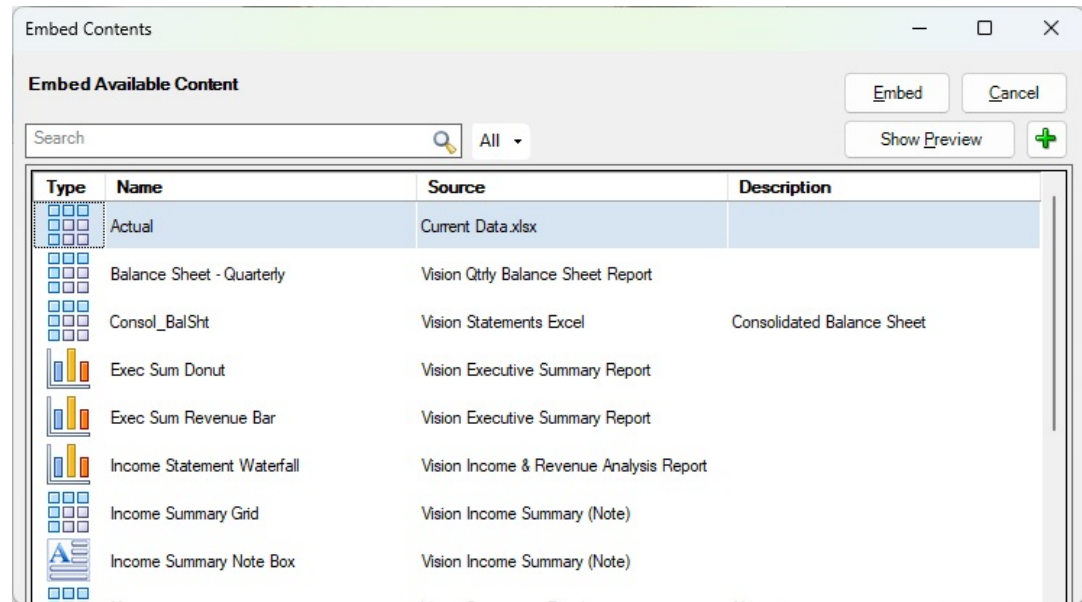 Embed Contents
Embed Available Content
Embed Cancel
Search All Show Preview
Type Name Source Description
Actual Current Data.xlsx
Balance Sheet - Quarterly Vision Qtrly Balance Sheet Report
Consol_BalSht Vision Statements Excel Consolidated Balance Sheet
Exec Sum Donut Vision Executive Summary Report
Exec Sum Revenue Bar Vision Executive Summary Report
Income Statement Waterfall Vision Income & Revenue Analysis Report
Income Summary Grid Vision Income Summary (Note)
Income Summary Note Box Vision Income Summary (Note)